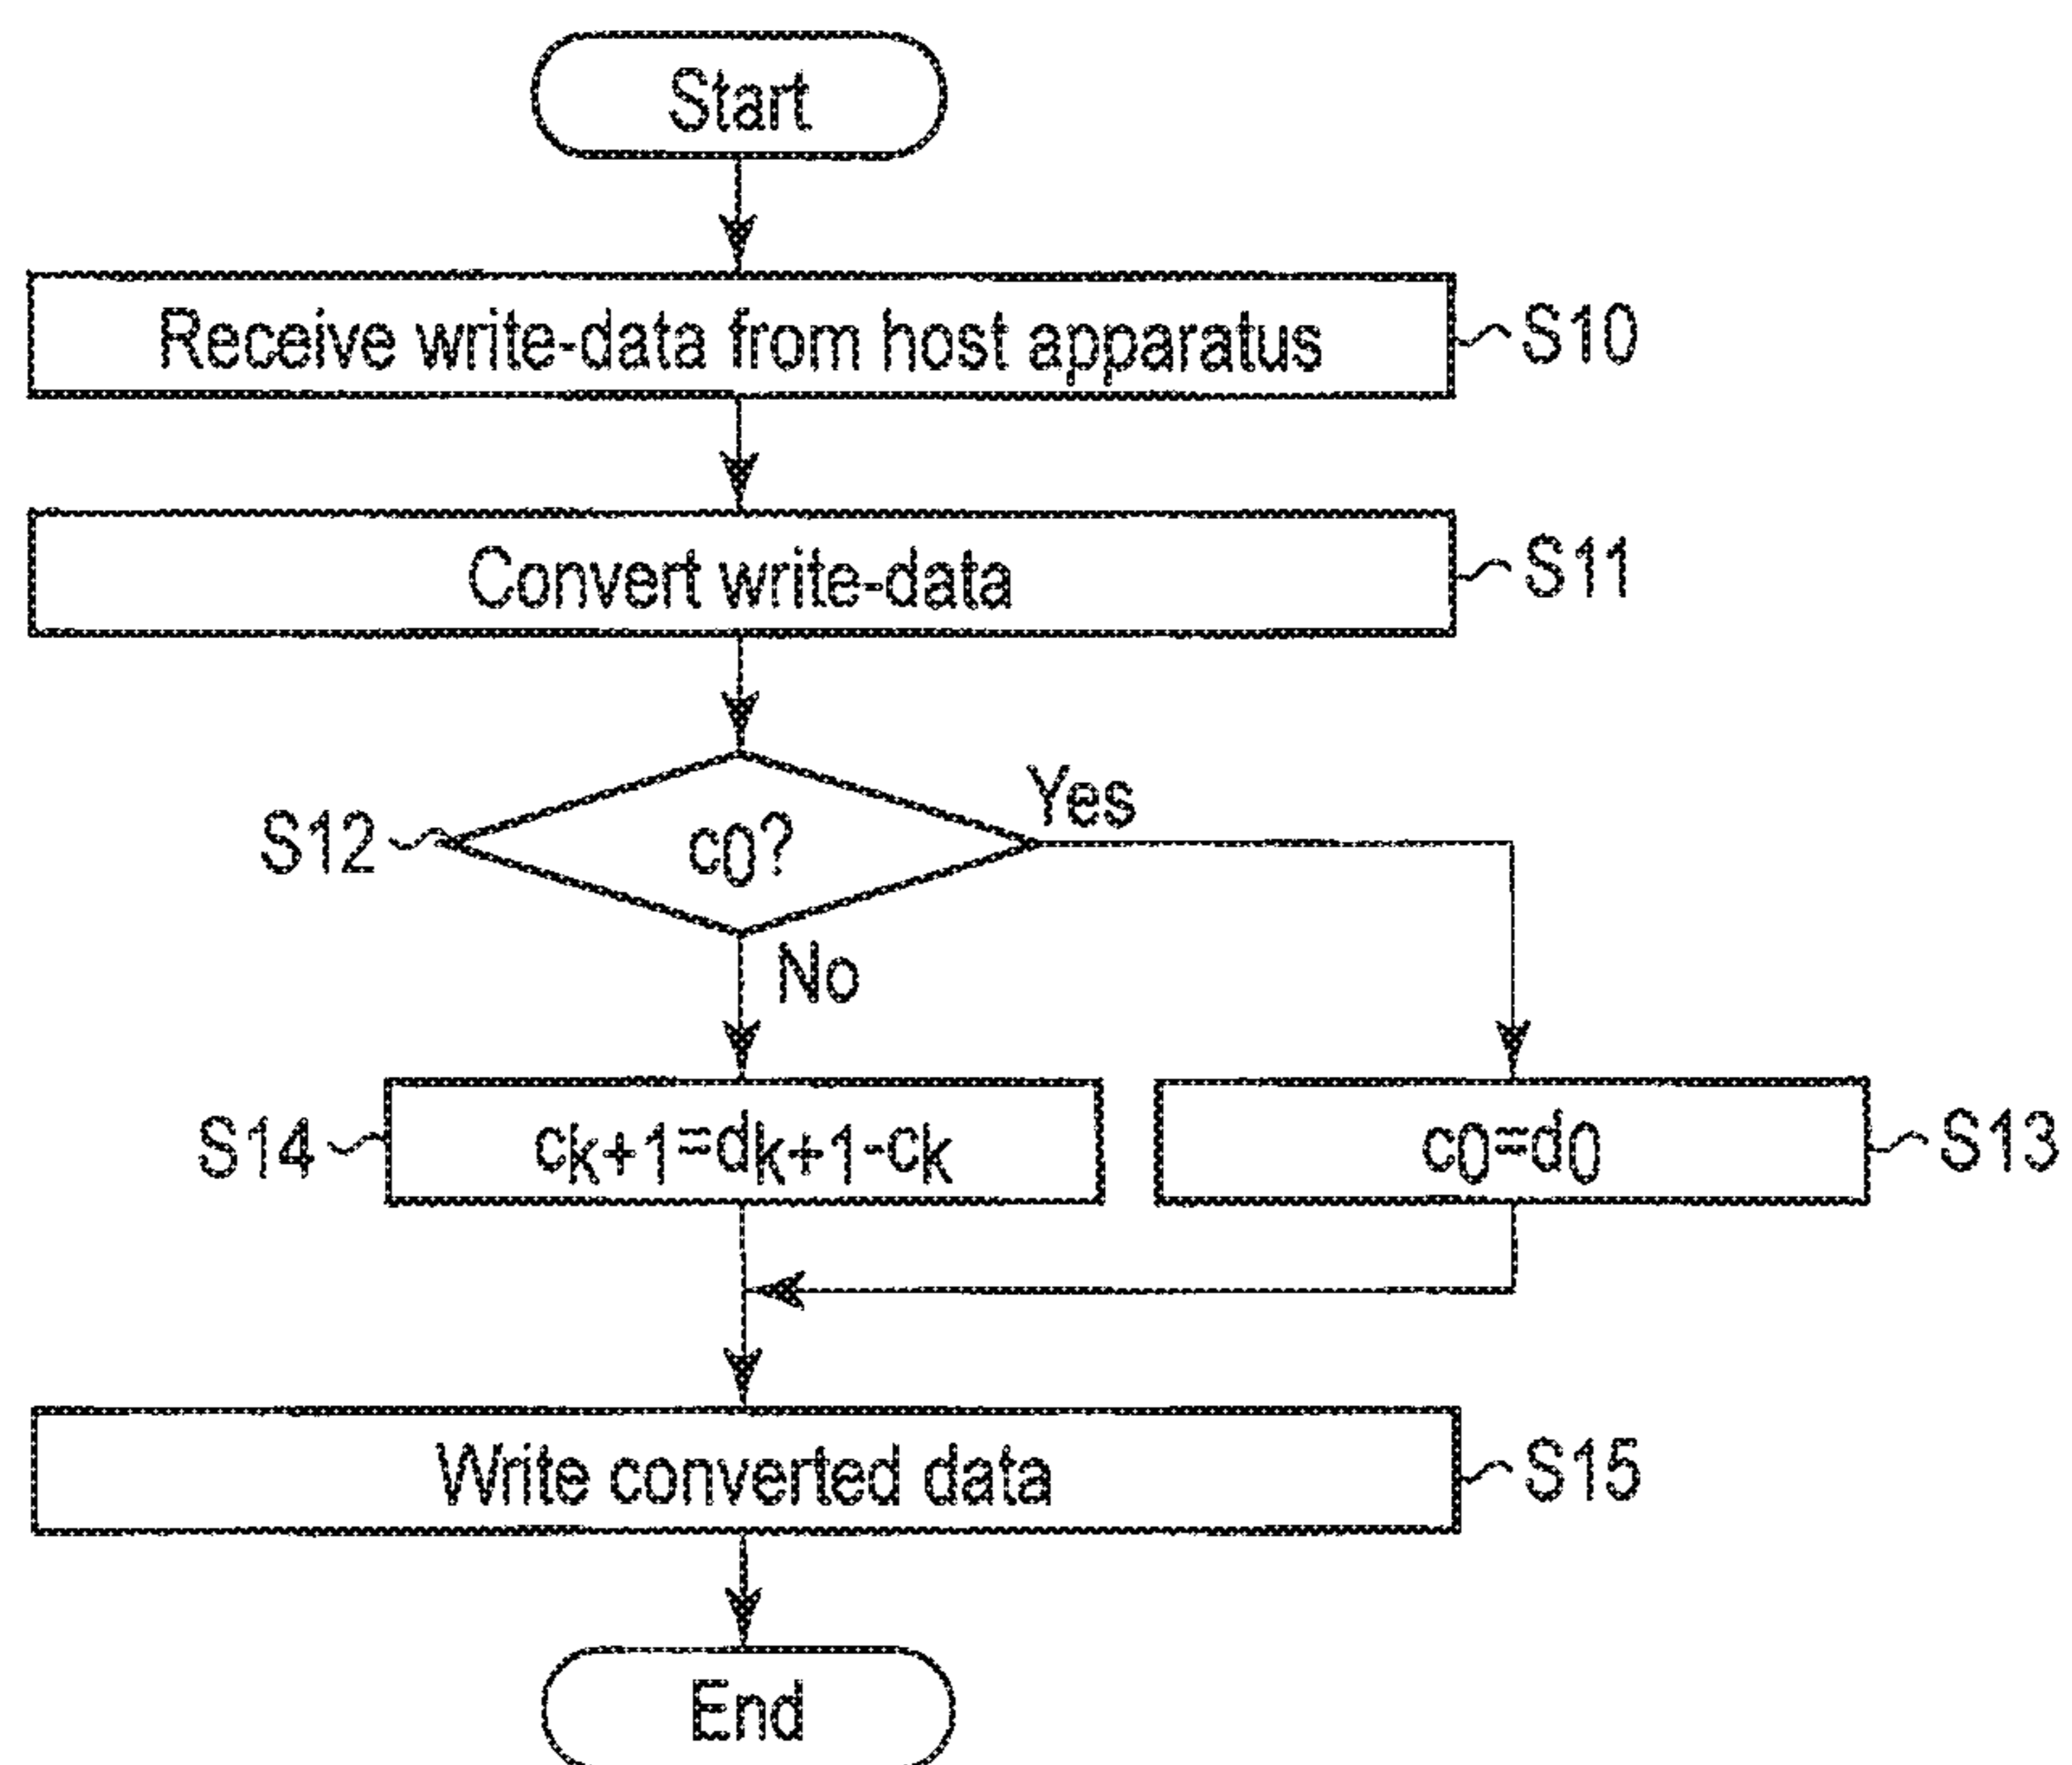 Start
Receive write-data from host apparatus
S10
Convert write-data
S11
S12
c0?
Yes
No
S14
ck+1=dk+1-ck
c0=d0
S13
Write converted data
S15
End